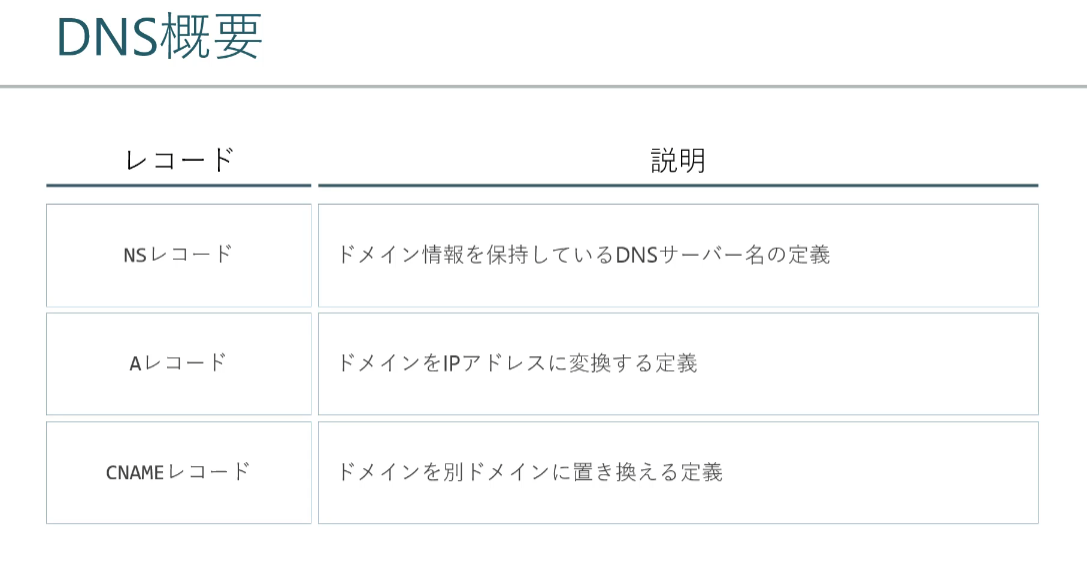 DNS概要
レコード
説明
NSレコード
ドメイン情報を保持しているDNSサーバー名の定義
Aレコード
ドメインをIPアドレスに変換する定義
CNAMEレコード
ドメインを別ドメインに置き換える定義